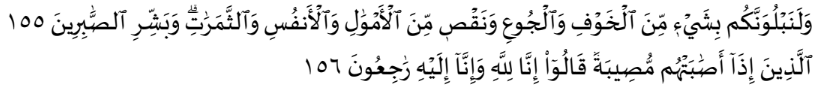 وَلَنَبۡلُوَنَّكُم بِشَيۡءٖ مِّنَ ٱلۡخَوۡفِ وَٱلۡجُوعِ وَنَقۡصٖ مِّنَ ٱلۡأَمۡوَٰلِ وَٱلۡأَنفُسِ وَٱلثَّمَرَٰتِۗ وَبَشِّرِ ٱلصَّٰبِرِينَ ١٥٥
ٱلَّذِينَ إِذَآ أَصَٰبَتۡهُم مُّصِيبَةٞ قَالُوٓاْ إِنَّا لِلَّهِ وَإِنَّآ إِلَيۡهِ رَٰجِعُونَ ١٥٦